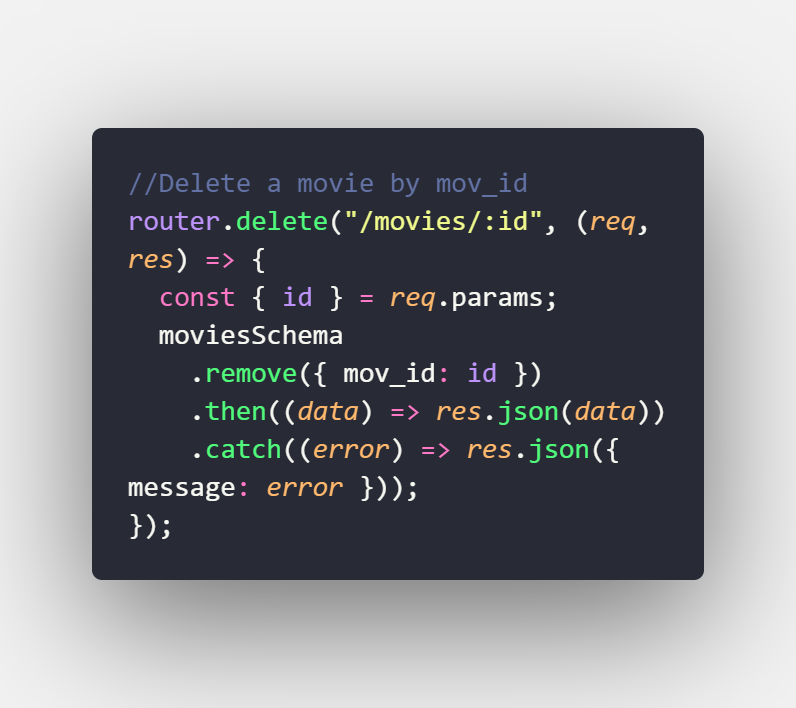 //Delete a movie by mov_id
router.delete("/movies/:id", (req,
res) => {
  const { id } = req.params;
  moviesSchema
    .remove({ mov_id: id })
    .then((data) => res.json(data))
    .catch((error) => res.json({
message: error }));
});